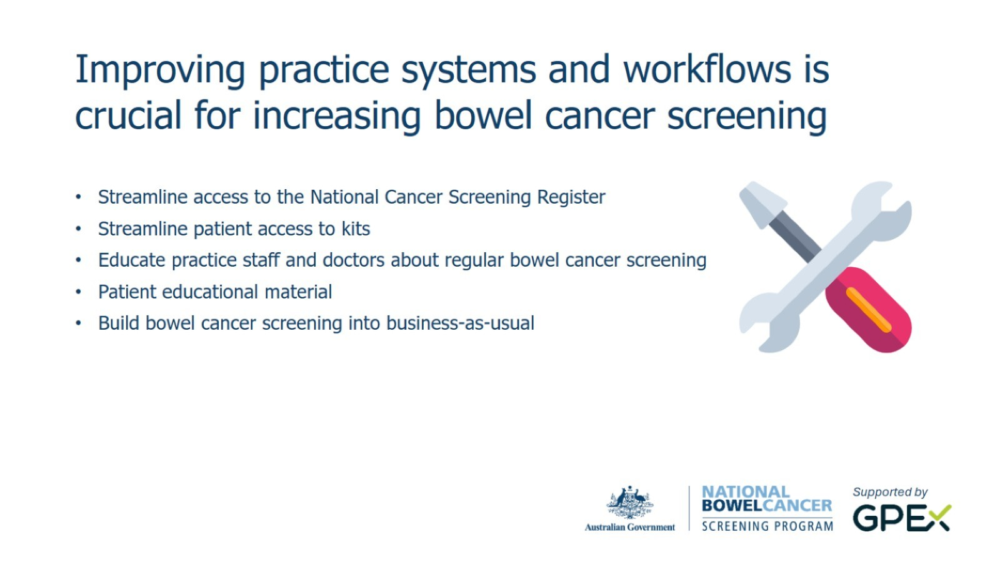 Improving practice systems and workflows is
crucial for increasing bowel cancer screening
• Streamline access to the National Cancer Screening Register
• Streamline patient access to kits
• Educate practice staff and doctors about regular bowel cancer screening
• Patient educational material
• Build bowel cancer screening into business-as-usual
Australian Government
NATIONAL
BOWELCANCER
SCREENING PROGRAM
Supported by
GPEX